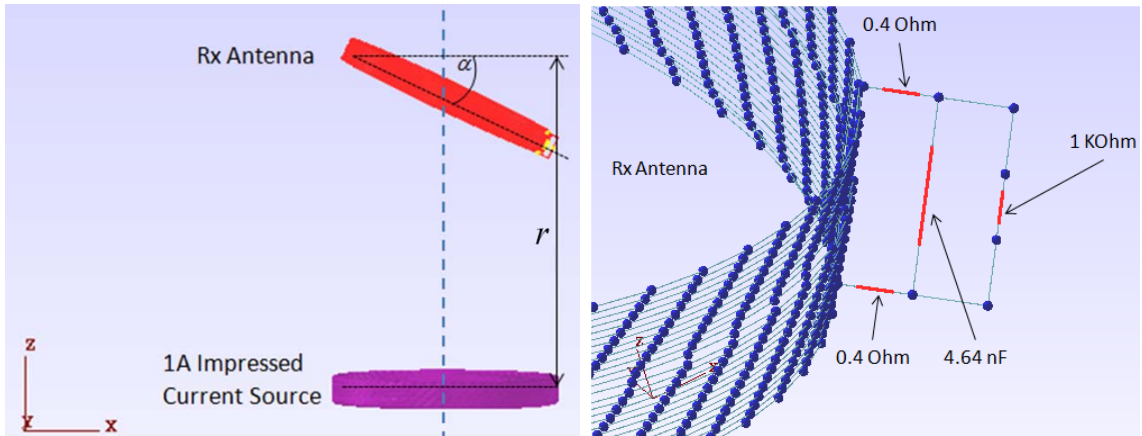 Rx Antenna
α
r
1A Impressed
Current Source
z
Y
x
0.4 Ohm
Rx Antenna
1 KOhm
z
x
0.4 Ohm
4.64 nF